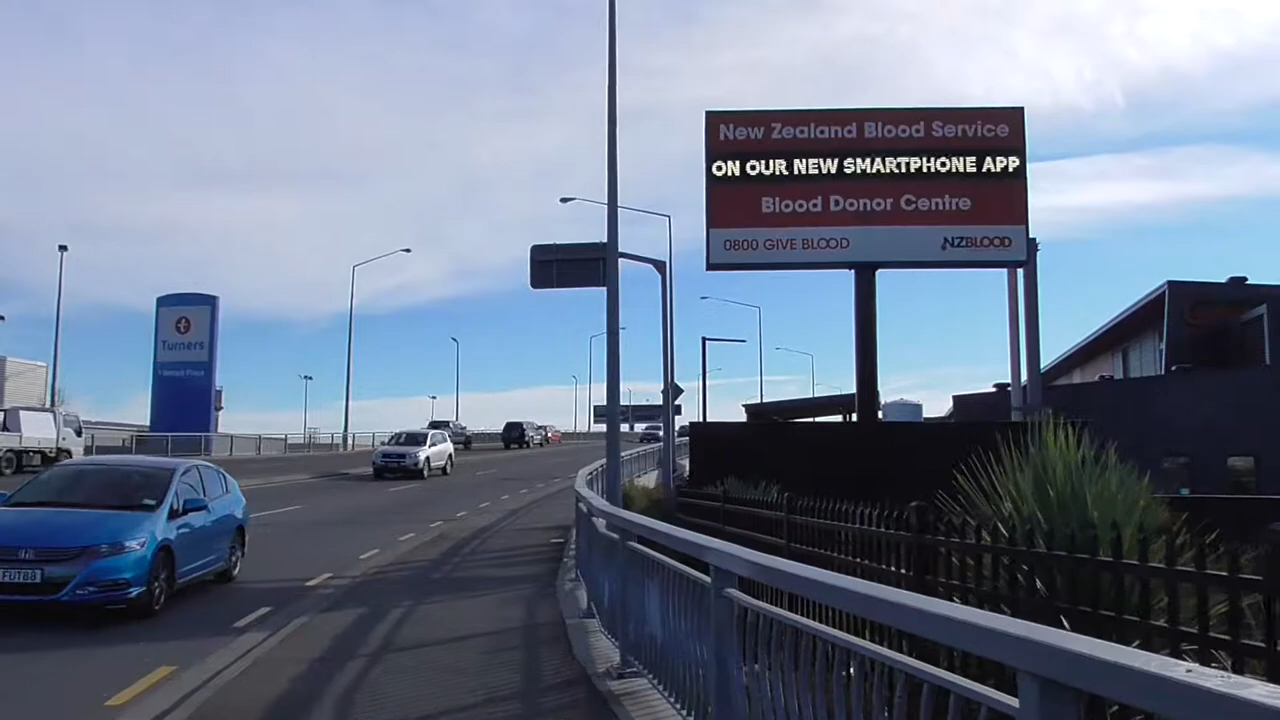 New Zealand Blood Service
ON OUR NEW SMARTPHONE APP
Blood Donor Centre
0800 GIVE BLOOD
NZBLOOD
Turners
FUT88